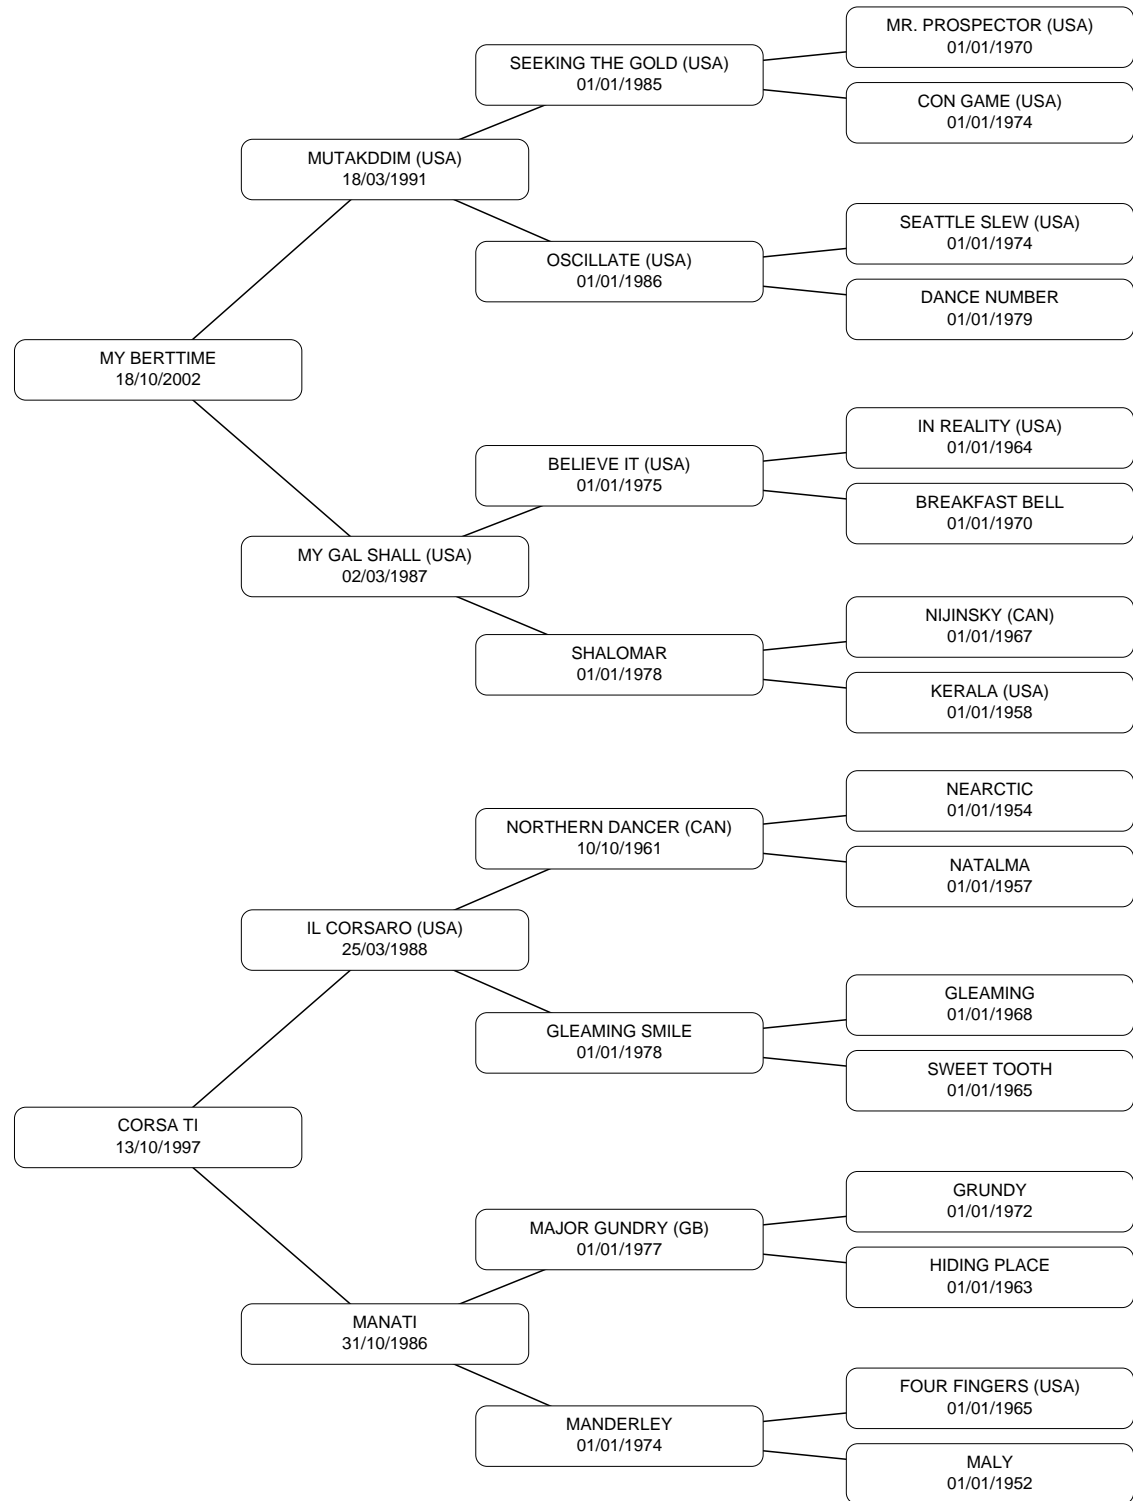 MR. PROSPECTOR (USA)
01/01/1970
SEEKING THE GOLD (USA)
01/01/1985
CON GAME (USA)
01/01/1974
MUTAKDDIM (USA)
18/03/1991
SEATTLE SLEW (USA)
01/01/1974
OSCILLATE (USA)
01/01/1986
DANCE NUMBER
01/01/1979
MY BERTTIME
18/10/2002
IN REALITY (USA)
01/01/1964
BELIEVE IT (USA)
01/01/1975
BREAKFAST BELL
01/01/1970
MY GAL SHALL (USA)
02/03/1987
NIJINSKY (CAN)
01/01/1967
SHALOMAR
01/01/1978
KERALA (USA)
01/01/1958
NEARCTIC
01/01/1954
NORTHERN DANCER (CAN)
10/10/1961
NATALMA
01/01/1957
IL CORSARO (USA)
25/03/1988
GLEAMING
01/01/1968
GLEAMING SMILE
01/01/1978
SWEET TOOTH
01/01/1965
CORSA TI
13/10/1997
GRUNDY
01/01/1972
MAJOR GUNDRY (GB)
01/01/1977
HIDING PLACE
01/01/1963
MANATI
31/10/1986
FOUR FINGERS (USA)
01/01/1965
MANDERLEY
01/01/1974
MALY
01/01/1952